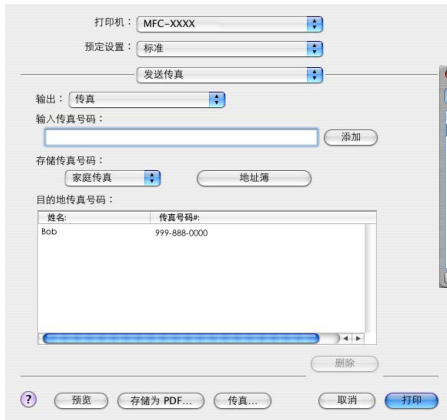 打印机： MFC-XXXX
预定设置： 标准
发送传真
输出： 传真
输入传真号码：
添加
存储传真号码：
家庭传真 地址簿
目的地传真号码：
姓名: 传真号码#:
Bob 999-888-0000
删除
? 预览 存储为 PDF... 传真... 取消 打印